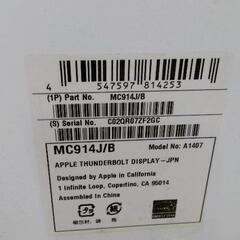 4 547597 814253
(1P) Part No. MC914J/B
(S) Serial No. C02QR07ZF2GC
MC914J/B
Model No: A1407
APPLE THUNDERBOLT DISPLAY-JPN
Designed by Apple in California
1 Infinite Loop, Cupertino, CA 95014
Assembled In China